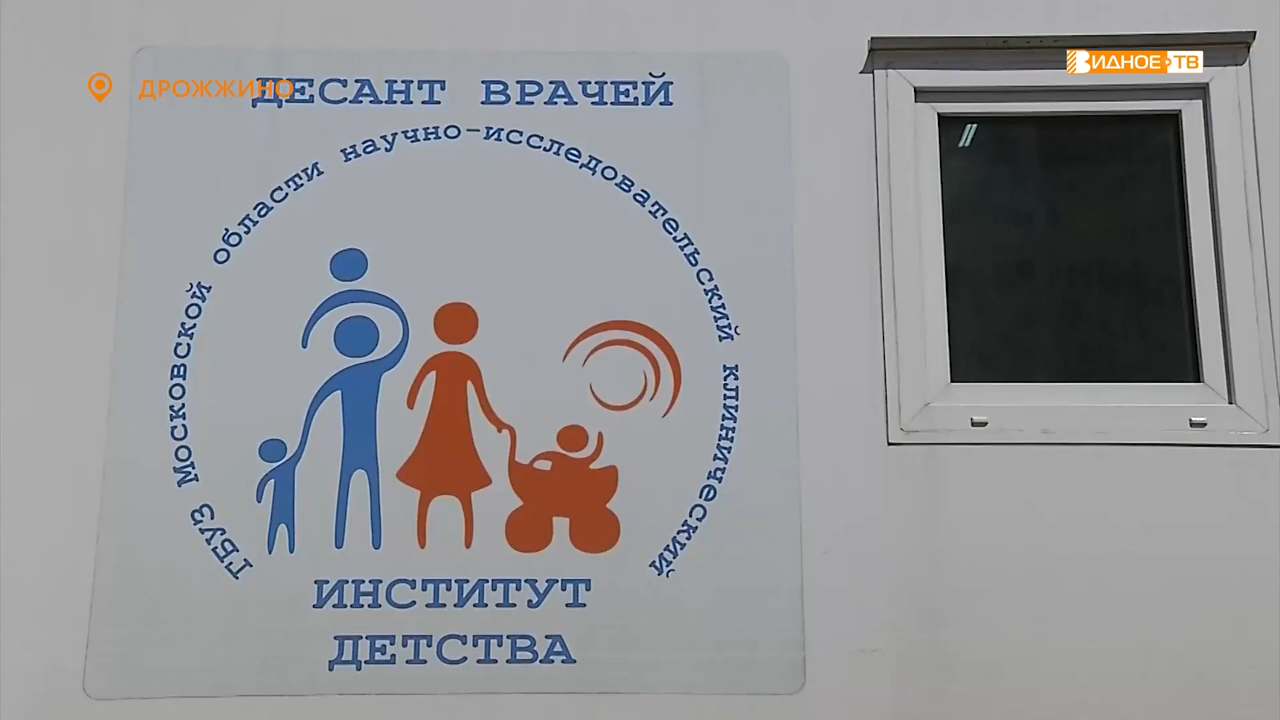 ДРОЖЖИНО
ВИДНОЕ·ТВ
ДЕСАНТ ВРАЧЕЙ
ГБУЗ Московской области научно-исследовательский клинический
ИНСТИТУТ
ДЕТСТВА